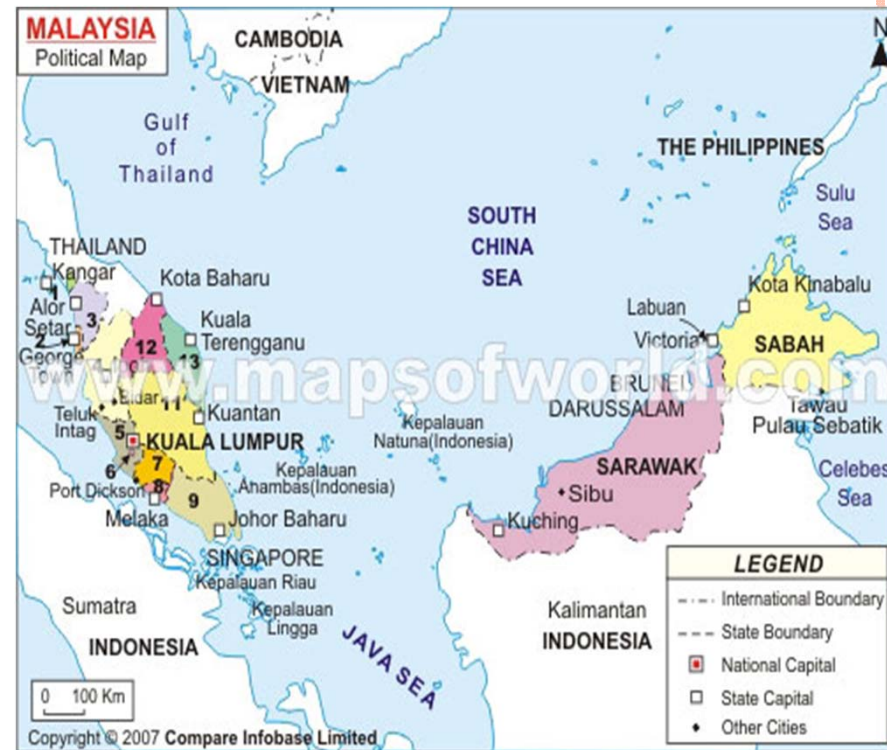 MALAYSIA
Political Map
N
CAMBODIA
VIETNAM
Gulf
of
Thailand
THE PHILIPPINES
Sulu
Sea
SOUTH
CHINA
SEA
THAILAND
Kangar
1
Alor
Setar
2
3
George
Town
Kota Baharu
Kuala
Terengganu
12
13
Kota Kinabalu
Labuan
Victoria
SABAH
www.mapsofworld.com
BRUNEI
DARUSSALAM
Tawau
Pulau Sebatik
Bidar
11
Teluk
Intag
Kuantan
Kepalauan
Natuna(Indonesia)
5
KUALA LUMPUR
6
7
8
9
Port Dickson
Melaka
Kepalauan
Ahambas(Indonesia)
SARAWAK
Sibu
Kuching
Celebes
Sea
Johor Baharu
SINGAPORE
Kepalauan Riau
Kepalauan
Lingga
Sumatra
INDONESIA
JAVA SEA
Kalimantan
INDONESIA
LEGEND
International Boundary
State Boundary
National Capital
State Capital
Other Cities
0 100 Km
Copyright © 2007 Compare Infobase Limited